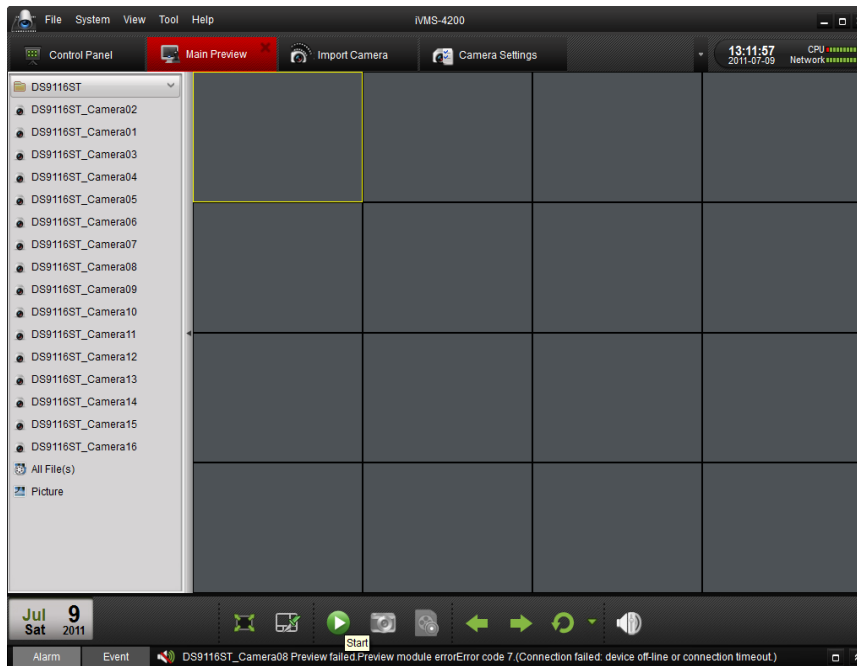 File System View Tool Help iVMS-4200
Control Panel Main Preview Import Camera Camera Settings 13:11:57 CPU
2011-07-09 Network
DS9116ST
DS9116ST_Camera02
DS9116ST_Camera01
DS9116ST_Camera03
DS9116ST_Camera04
DS9116ST_Camera05
DS9116ST_Camera06
DS9116ST_Camera07
DS9116ST_Camera08
DS9116ST_Camera09
DS9116ST_Camera10
DS9116ST_Camera11
DS9116ST_Camera12
DS9116ST_Camera13
DS9116ST_Camera14
DS9116ST_Camera15
DS9116ST_Camera16
All File(s)
Picture
Jul 9
Sat 2011
Start
Alarm Event DS9116ST_Camera08 Preview failed.Preview module errorError code 7.(Connection failed: device off-line or connection timeout.)